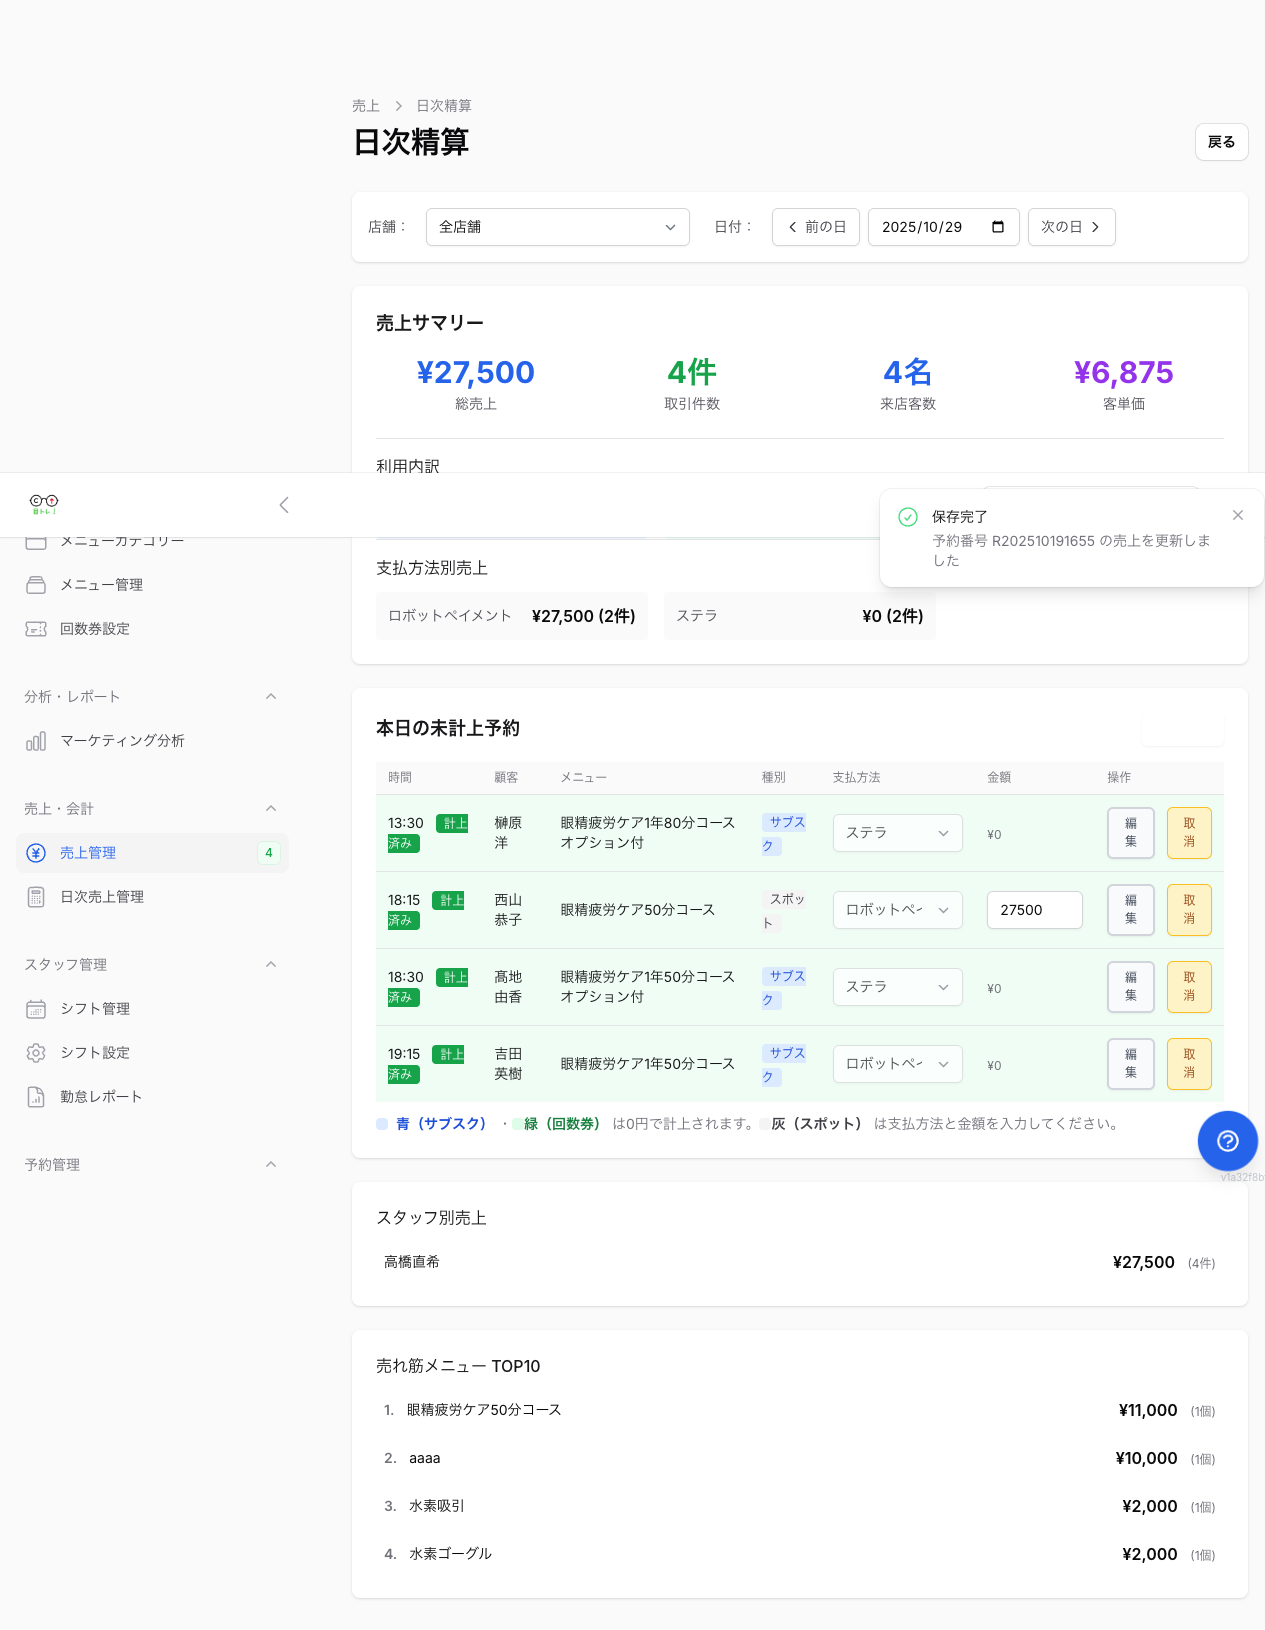 売上 日次精算
日次精算
戻る
店舗： 全店舗 日付： 前の日 2025/10/29 次の日
売上サマリー
¥27,500 4件 4名 ¥6,875
総売上 取引件数 来店客数 客単価
利用内訳
目トレ！
保存完了
予約番号 R202510191655 の売上を更新しま
した
メニューカテゴリー
メニュー管理
回数券設定
分析・レポート
マーケティング分析
売上・会計
売上管理 4
日次売上管理
スタッフ管理
シフト管理
シフト設定
勤怠レポート
予約管理
支払方法別売上
ロボットペイメント ¥27,500 (2件) ステラ ¥0 (2件)
本日の未計上予約
時間 顧客 メニュー 種別 支払方法 金額 操作
13:30 計上
済み
榊原
洋
眼精疲労ケア1年80分コース
オプション付
サブス
ク
ステラ
¥0
編
集
取
消
18:15 計上
済み
西山
恭子
眼精疲労ケア50分コース
スポッ
ト
ロボットペイ
27500
編
集
取
消
18:30 計上
済み
髙地
由香
眼精疲労ケア1年50分コース
オプション付
サブス
ク
ステラ
¥0
編
集
取
消
19:15 計上
済み
吉田
英樹
眼精疲労ケア1年50分コース
サブス
ク
ロボットペイ
¥0
編
集
取
消
青（サブスク） ・ 緑（回数券） は0円で計上されます。 灰（スポット） は支払方法と金額を入力してください。
スタッフ別売上
高橋直希 ¥27,500 (4件)
売れ筋メニュー TOP10
1. 眼精疲労ケア50分コース ¥11,000 (1個)
2. aaaa ¥10,000 (1個)
3. 水素吸引 ¥2,000 (1個)
4. 水素ゴーグル ¥2,000 (1個)